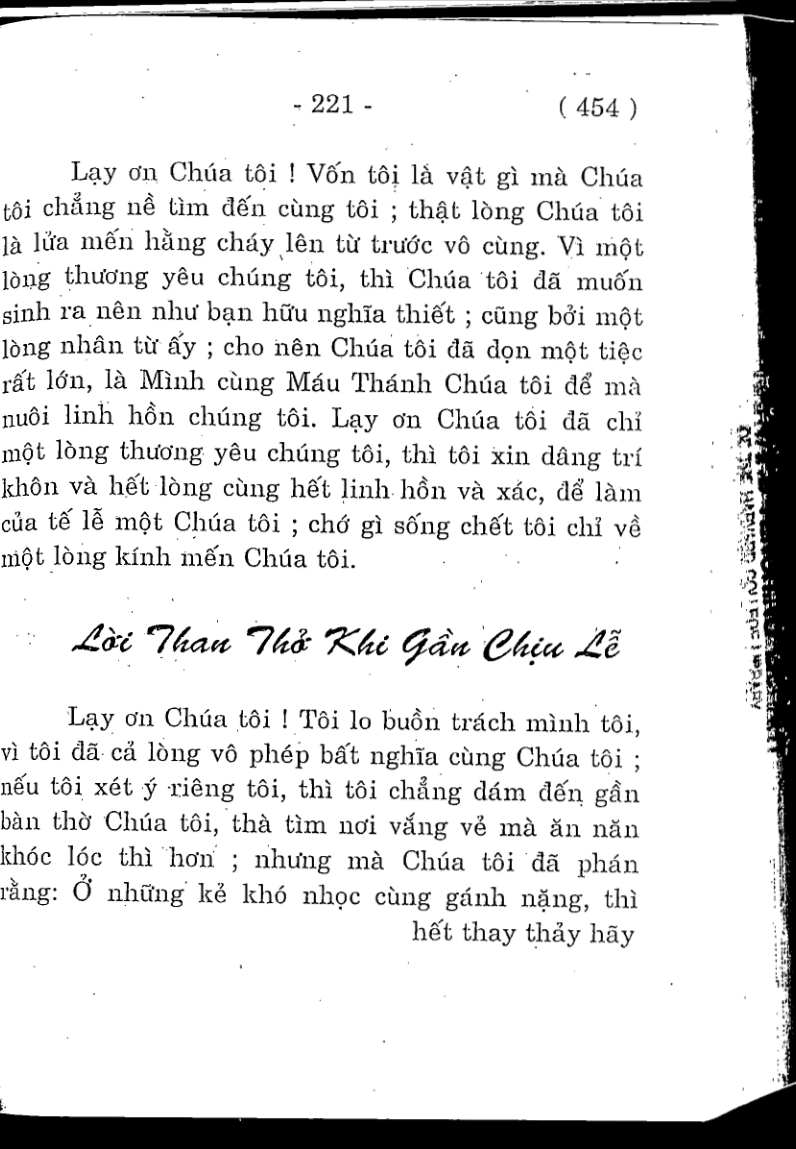 - 221 - ( 454 )
Lạy ơn Chúa tôi ! Vốn tôi là vật gì mà Chúa
tôi chẳng nề tìm đến cùng tôi ; thật lòng Chúa tôi
là lửa mến hằng cháy lên từ trước vô cùng. Vì một
lòng thương yêu chúng tôi, thì Chúa tôi đã muốn
sinh ra nên như bạn hữu nghĩa thiết ; cũng bởi một
lòng nhân từ ấy ; cho nên Chúa tôi đã dọn một tiệc
rất lớn, là Mình cùng Máu Thánh Chúa tôi để mà
nuôi linh hồn chúng tôi. Lạy ơn Chúa tôi đã chỉ
một lòng thương yêu chúng tôi, thì tôi xin dâng trí
khôn và hết lòng cùng hết linh hồn và xác, để làm
của tế lễ một Chúa tôi ; chớ gì sống chết tôi chỉ về
một lòng kính mến Chúa tôi.
Lời Than Thở Khi Gần Chịu Lễ
Lạy ơn Chúa tôi ! Tôi lo buồn trách mình tôi,
vì tôi đã cả lòng vô phép bất nghĩa cùng Chúa tôi ;
nếu tôi xét ý riêng tôi, thì tôi chẳng dám đến gần
bàn thờ Chúa tôi, thà tìm nơi vắng vẻ mà ăn năn
khóc lóc thì hơn ; nhưng mà Chúa tôi đã phán
rằng: Ở những kẻ khó nhọc cùng gánh nặng, thì
hết thay thảy hãy